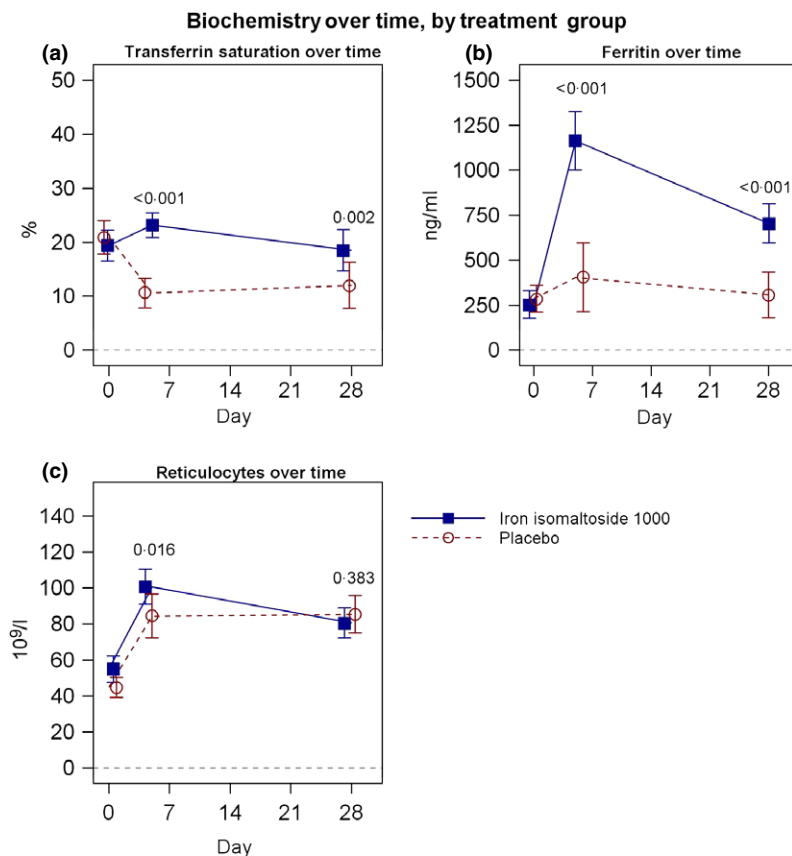 Biochemistry over time, by treatment group
(a)
Transferrin saturation over time
50
40
30
20
10
0
%
<0·001
0·002
0 7 14 21 28
Day
(b)
Ferritin over time
1500
1250
1000
750
500
250
0
ng/ml
<0·001
<0·001
0 7 14 21 28
Day
(c)
Reticulocytes over time
140
120
100
80
60
40
20
0
10⁹/l
0·016
0·383
0 7 14 21 28
Day
Iron isomaltoside 1000
Placebo